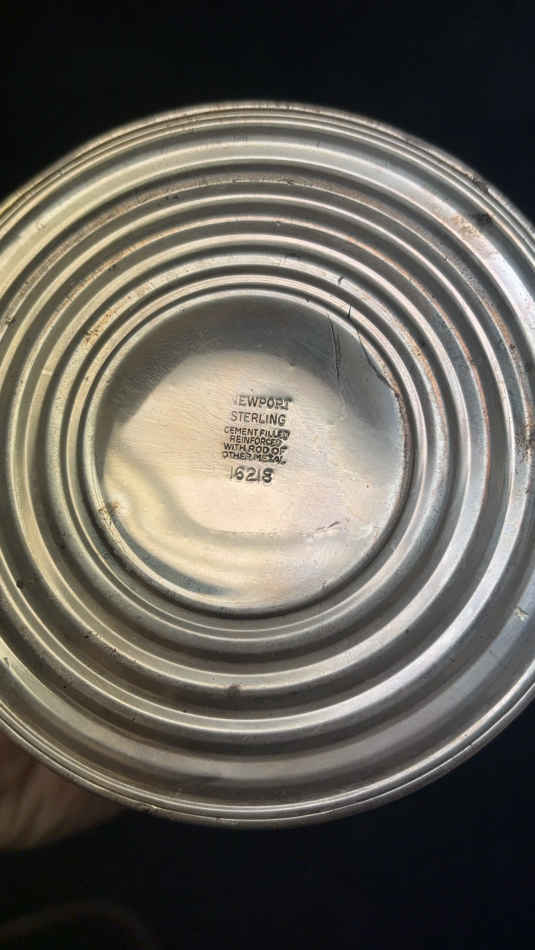 NEWPORT
STERLING
CEMENT FILLED
REINFORCED
WITH ROD OF
OTHER METAL
16218